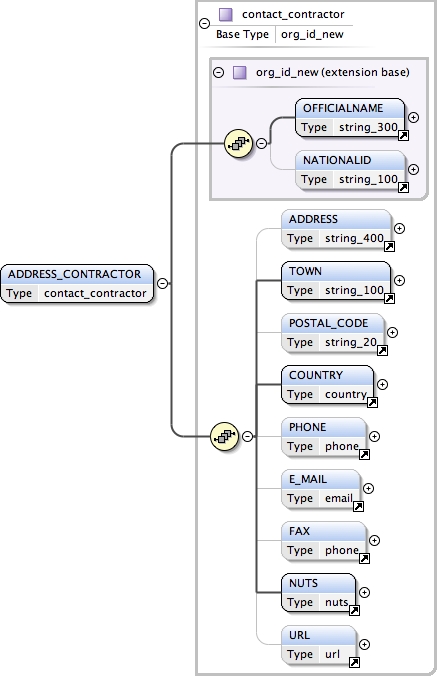 contact_contractor
Base Type org_id_new
org_id_new (extension base)
OFFICIALNAME
Type string_300
NATIONALID
Type string_100
ADDRESS
Type string_400
ADDRESS_CONTRACTOR
Type contact_contractor
TOWN
Type string_100
POSTAL_CODE
Type string_20
COUNTRY
Type country
PHONE
Type phone
E_MAIL
Type email
FAX
Type phone
NUTS
Type nuts
URL
Type url